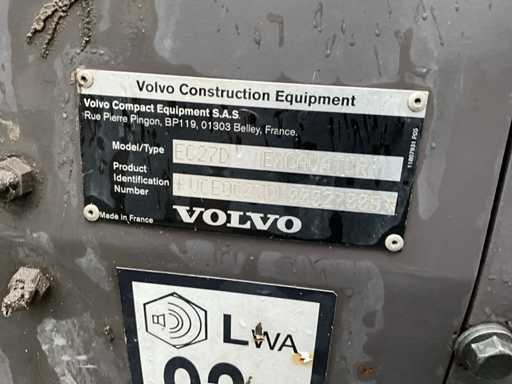 Volvo Construction Equipment
Volvo Compact Equipment S.A.S.
Rue Pierre Pingon, BP119, 01303 Belley, France.
Model/Type EC27D
Product
Identification
Number
Made in France
VOLVO
LWA